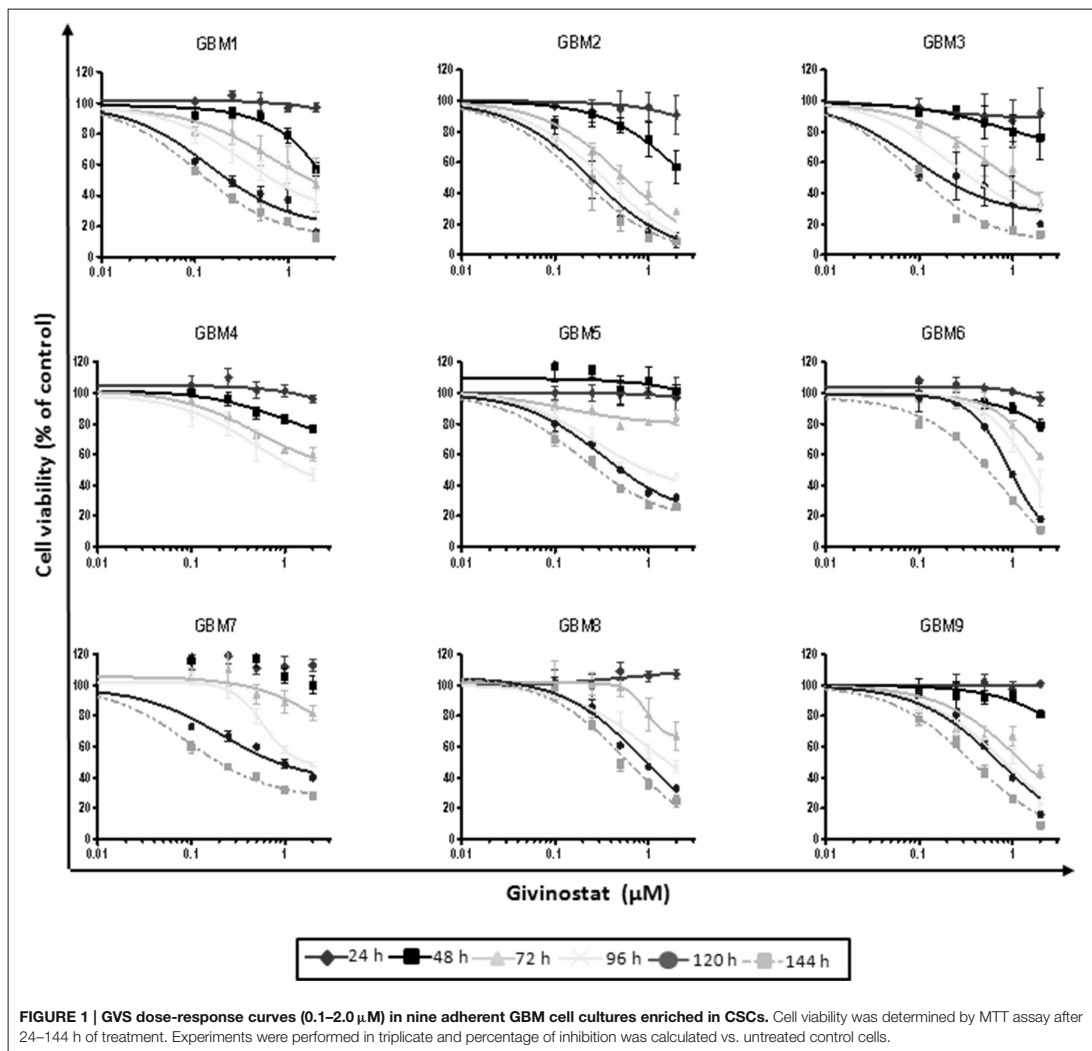 GBM1
GBM2
GBM3
120
100
80
60
40
20
0
0.01 0.1 1
120
100
80
60
40
20
0
0.01 0.1 1
120
100
80
60
40
20
0
0.01 0.1 1
GBM4
GBM5
GBM6
120
100
80
60
40
20
0
0.01 0.1 1
120
100
80
60
40
20
0
0.01 0.1 1
120
100
80
60
40
20
0
0.01 0.1 1
GBM7
GBM8
GBM9
120
100
80
60
40
20
0
0.01 0.1 1
120
100
80
60
40
20
0
0.01 0.1 1
120
100
80
60
40
20
0
0.01 0.1 1
Cell viability (% of control)
Givinostat (µM)
24 h 48 h 72 h 96 h 120 h 144 h
FIGURE 1 | GVS dose-response curves (0.1–2.0 µM) in nine adherent GBM cell cultures enriched in CSCs. Cell viability was determined by MTT assay after
24–144 h of treatment. Experiments were performed in triplicate and percentage of inhibition was calculated vs. untreated control cells.